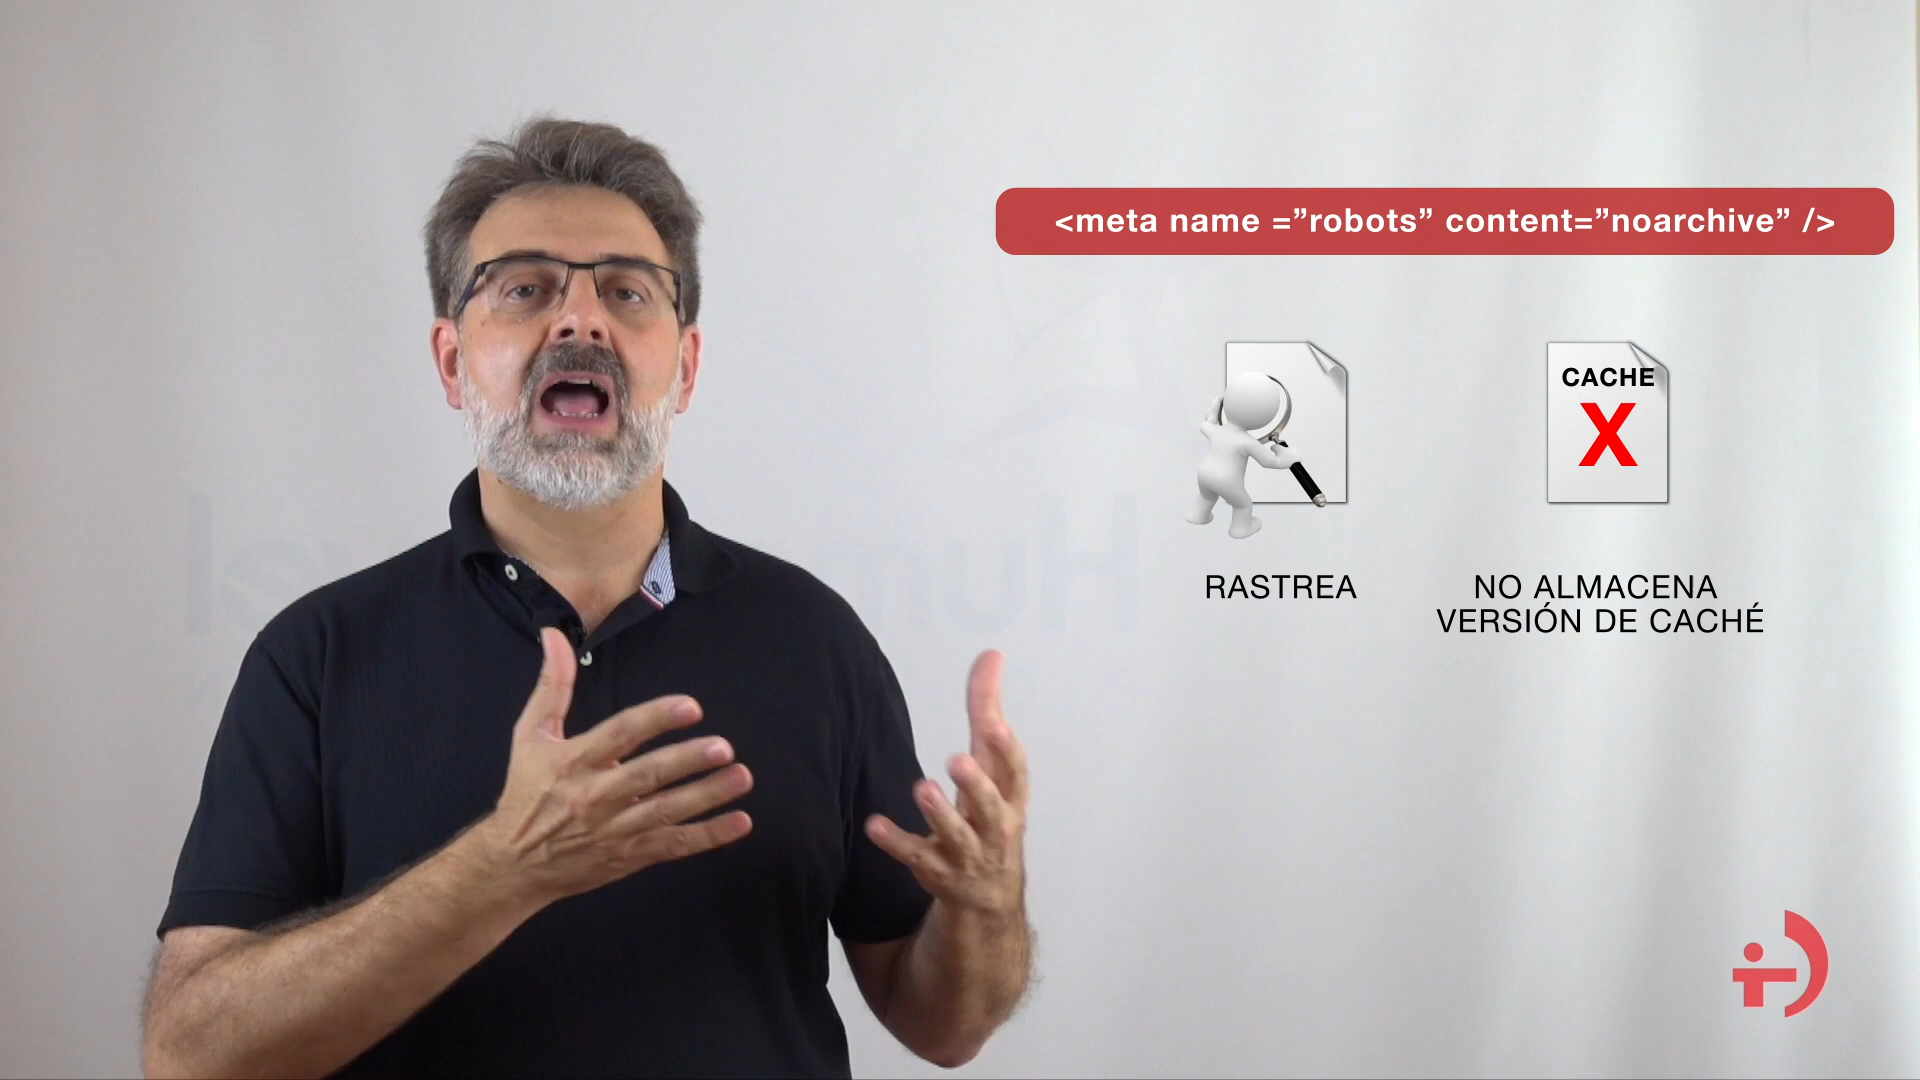 <meta name =”robots” content=”noarchive” />
CACHE
X
RASTREA
NO ALMACENA
VERSIÓN DE CACHÉ